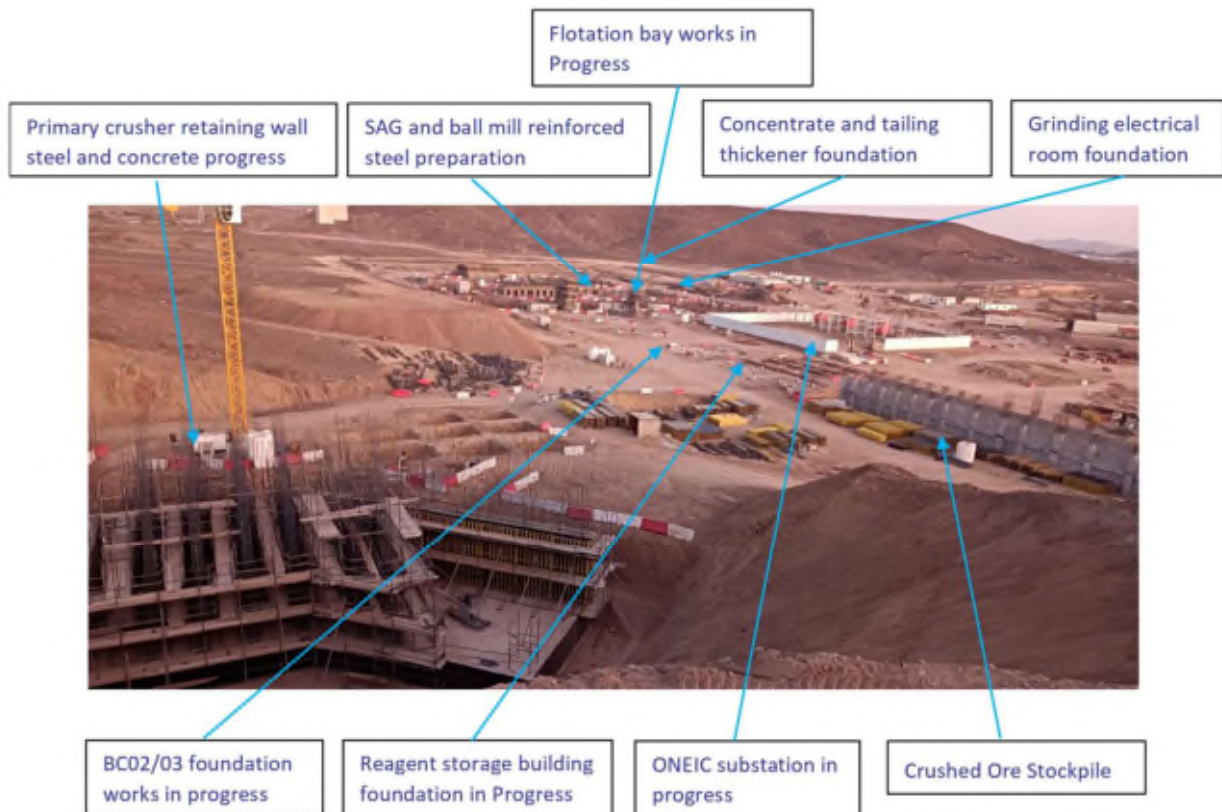 Flotation bay works in
Progress
Primary crusher retaining wall
steel and concrete progress
SAG and ball mill reinforced
steel preparation
Concentrate and tailing
thickener foundation
Grinding electrical
room foundation
BC02/03 foundation
works in progress
Reagent storage building
foundation in Progress
ONEIC substation in
progress
Crushed Ore Stockpile